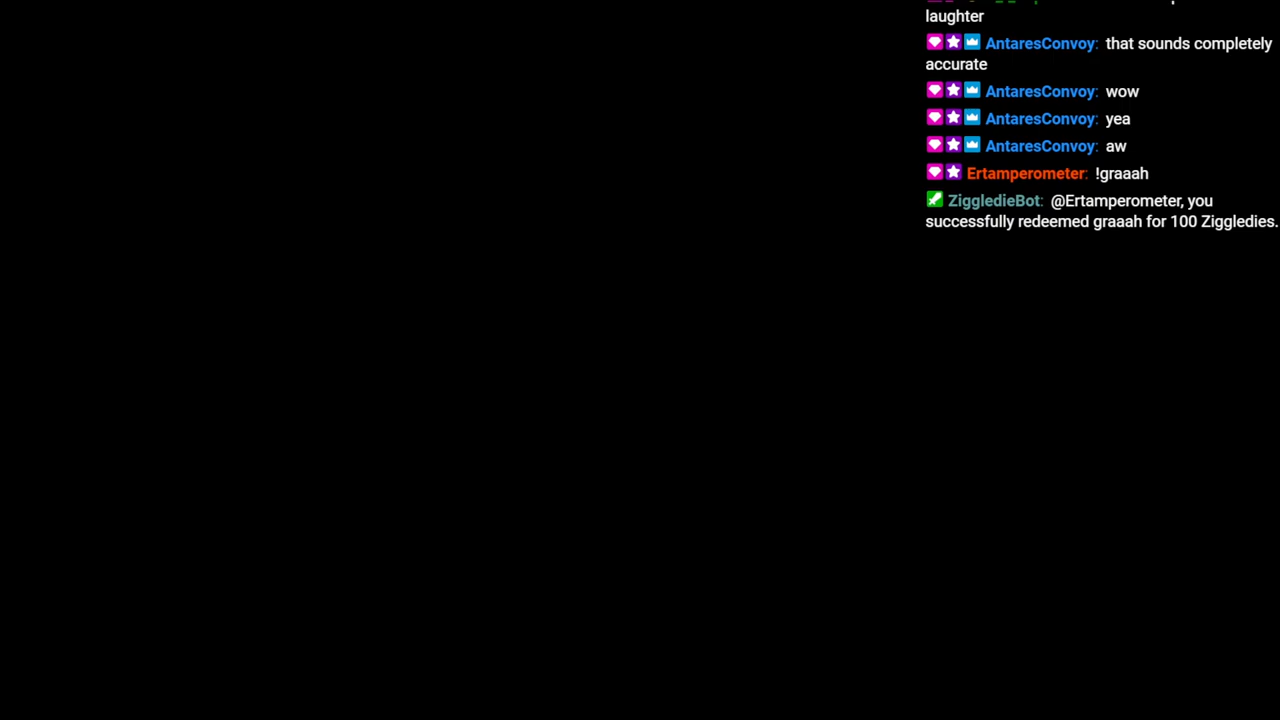 laughter
AntaresConvoy: that sounds completely
accurate
AntaresConvoy: wow
AntaresConvoy: yea
AntaresConvoy: aw
Ertamperometer: !graaah
ZiggledieBot: @Ertamperometer, you
successfully redeemed graaah for 100 Ziggledies.